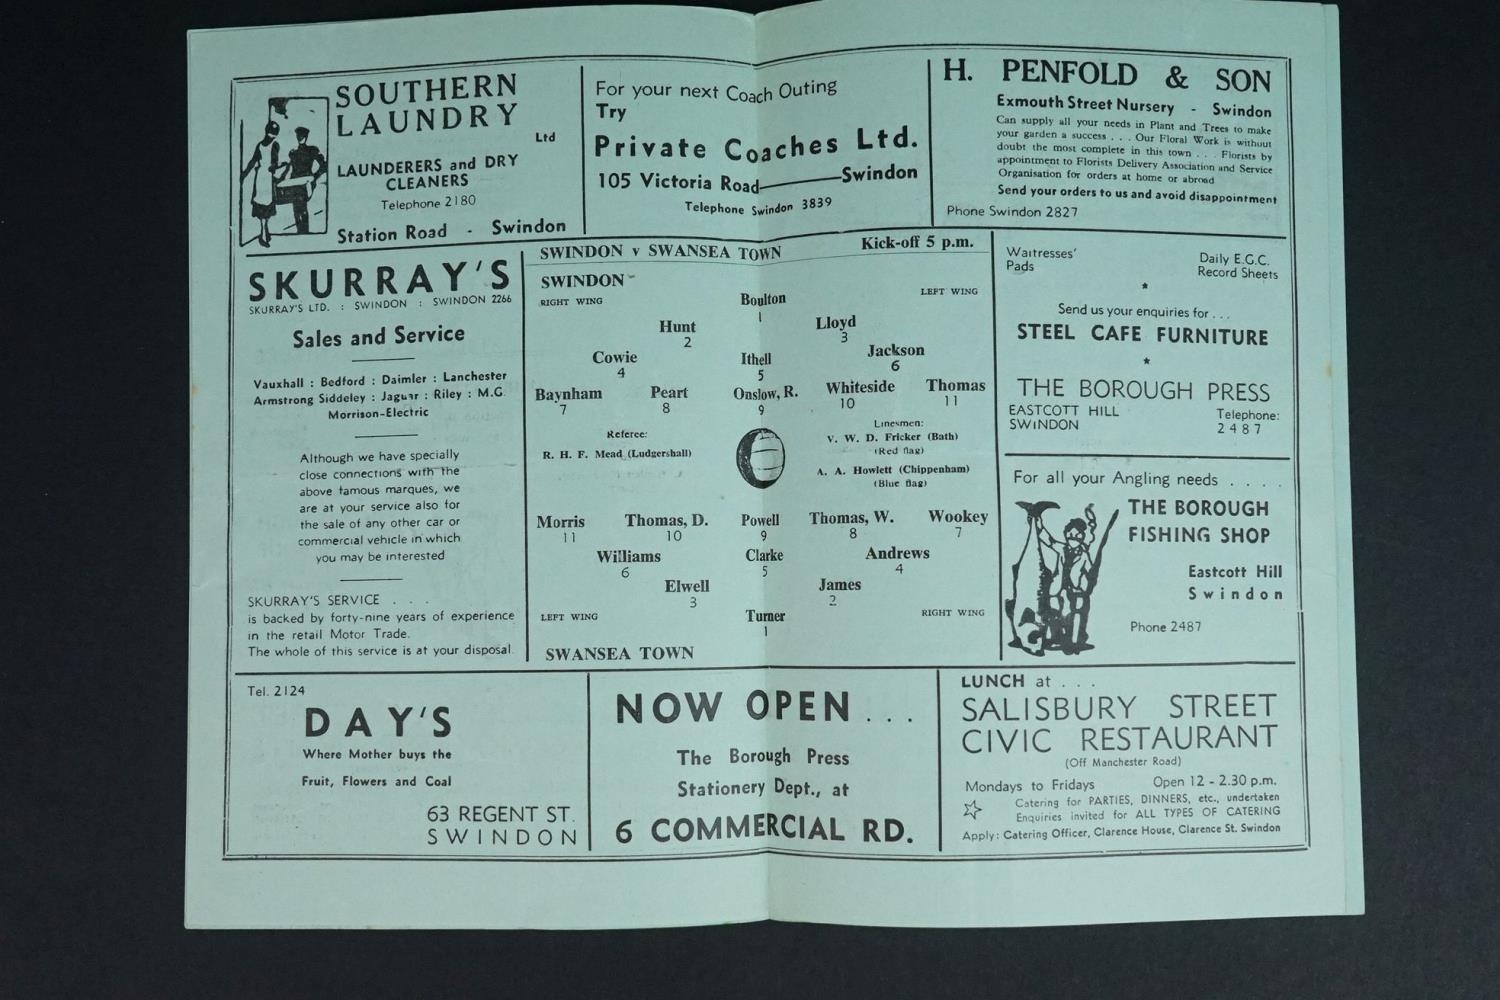 SOUTHERN
LAUNDRY
Ltd
LAUNDERERS and DRY
CLEANERS
Telephone 2180
Station Road - Swindon
For your next Coach Outing
Try
Private Coaches Ltd.
105 Victoria Road Swindon
Telephone Swindon 3839
H. PENFOLD & SON
Exmouth Street Nursery - Swindon
Can supply all your needs in Plant and Trees to make
your garden a success . . . Our Floral Work is without
doubt the most complete in this town . . . Florists by
appointment to Florists Delivery Association and Service
Organisation for orders at home or abroad
Send your orders to us and avoid disappointment
Phone Swindon 2827
SKURRAY'S
SKURRAY'S LTD. : SWINDON : SWINDON 2266
Sales and Service
Vauxhall : Bedford : Daimler : Lanchester
Armstrong Siddeley : Jaguar : Riley : M.G.
Morrison-Electric
Although we have specially
close connections with the
above famous marques, we
are at your service also for
the sale of any other car or
commercial vehicle in which
you may be interested
SKURRAY'S SERVICE . . .
is backed by forty-nine years of experience
in the retail Motor Trade.
The whole of this service is at your disposal.
SWINDON v SWANSEA TOWN Kick-off 5 p.m.
SWINDON
RIGHT WING LEFT WING
Boulton
1
Hunt Lloyd
2 3
Cowie Ithell Jackson
4 5 6
Baynham Peart Onslow, R. Whiteside Thomas
7 8 9 10 11
Referee:
R. H. F. Mead (Ludgershall)
Linesmen:
V. W. D. Fricker (Bath)
(Red flag)
A. A. Howlett (Chippenham)
(Blue flag)
Morris Thomas, D. Powell Thomas, W. Wookey
11 10 9 8 7
Williams Clarke Andrews
6 5 4
Elwell James
3 2
LEFT WING Turner RIGHT WING
1
SWANSEA TOWN
Waitresses' Daily E.G.C.
Pads Record Sheets
*
Send us your enquiries for . . .
STEEL CAFE FURNITURE
*
THE BOROUGH PRESS
EASTCOTT HILL Telephone:
SWINDON 2487
For all your Angling needs . . . .
THE BOROUGH
FISHING SHOP
Eastcott Hill
Swindon
Phone 2487
Tel. 2124
DAY'S
Where Mother buys the
Fruit, Flowers and Coal
63 REGENT ST.
SWINDON
NOW OPEN . . .
The Borough Press
Stationery Dept., at
6 COMMERCIAL RD.
LUNCH at . . .
SALISBURY STREET
CIVIC RESTAURANT
(Off Manchester Road)
Mondays to Fridays Open 12 - 2.30 p.m.
Catering for PARTIES, DINNERS, etc., undertaken
Enquiries invited for ALL TYPES OF CATERING
Apply: Catering Officer, Clarence House, Clarence St. Swindon